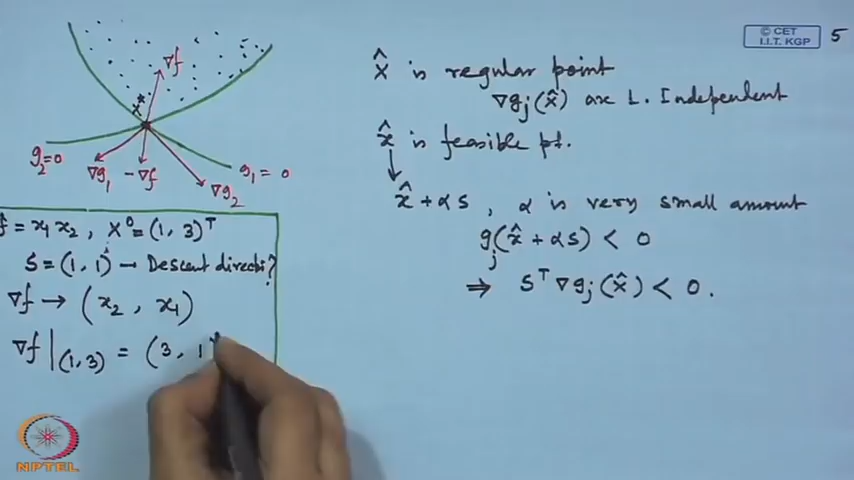 © CET
I.I.T. KGP
5
∇f
X*
g₂=0
∇g₁
-∇f
∇g₂
g₁ = 0
f = x₁x₂, X⁰=(1, 3)ᵀ
S=(1, 1)ᵀ → Descent directi?
∇f → (x₂, x₁)
∇f|(1,3) = (3, 1
X̂ is regular point
∇gⱼ(x̂) are L. Independent
x̂ is feasible pt.
↓
x̂ + αs, α is very small amount
gⱼ(x̂ + αs) < 0
⇒ Sᵀ∇gⱼ(x̂) < 0.
NPTEL